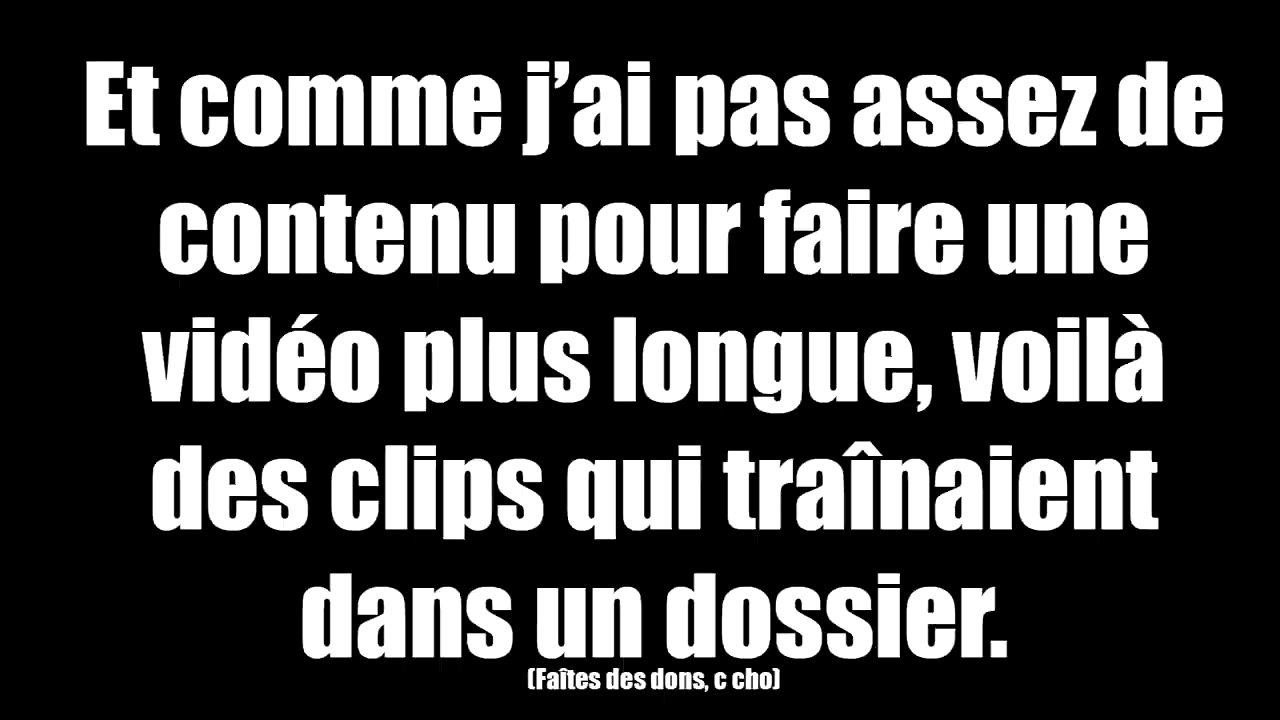 Et comme j’ai pas assez de
contenu pour faire une
vidéo plus longue, voilà
des clips qui traînaient
dans un dossier.
(Faîtes des dons, c cho)